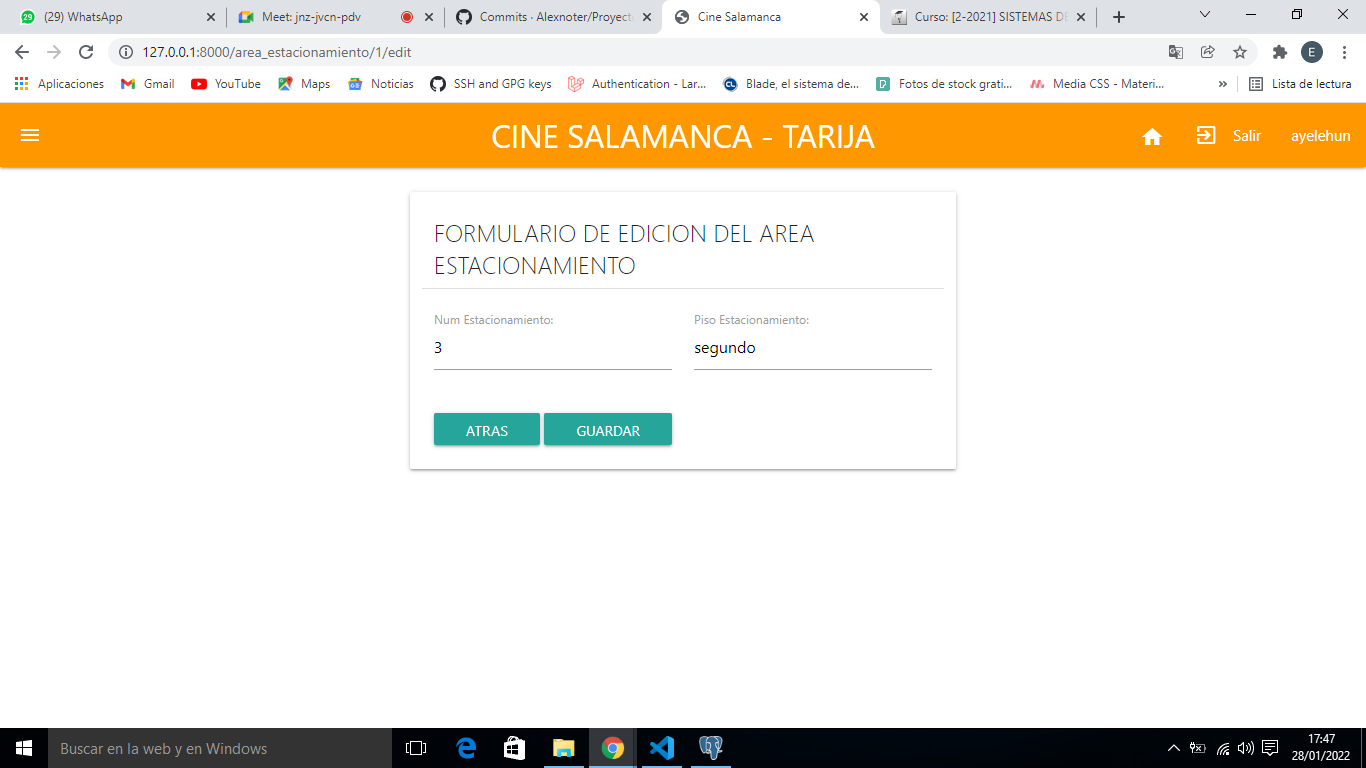 (29) WhatsApp
Meet: jnz-jvcn-pdv
Commits · Alexnoter/Proyect
Cine Salamanca
Curso: [2-2021] SISTEMAS DE
127.0.0.1:8000/area_estacionamiento/1/edit
E
Aplicaciones
Gmail
YouTube
Maps
Noticias
SSH and GPG keys
Authentication - Lar...
Blade, el sistema de...
Fotos de stock grati...
Media CSS - Materi...
»
Lista de lectura
CINE SALAMANCA - TARIJA
Salir
ayelehun
FORMULARIO DE EDICION DEL AREA
ESTACIONAMIENTO
Num Estacionamiento:
Piso Estacionamiento:
3
segundo
ATRAS
GUARDAR
Buscar en la web y en Windows
17:47
28/01/2022